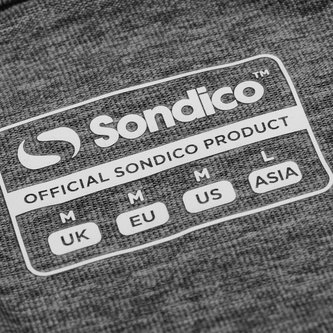 Sondico™
OFFICIAL SONDICO PRODUCT
M M M L
UK EU US ASIA